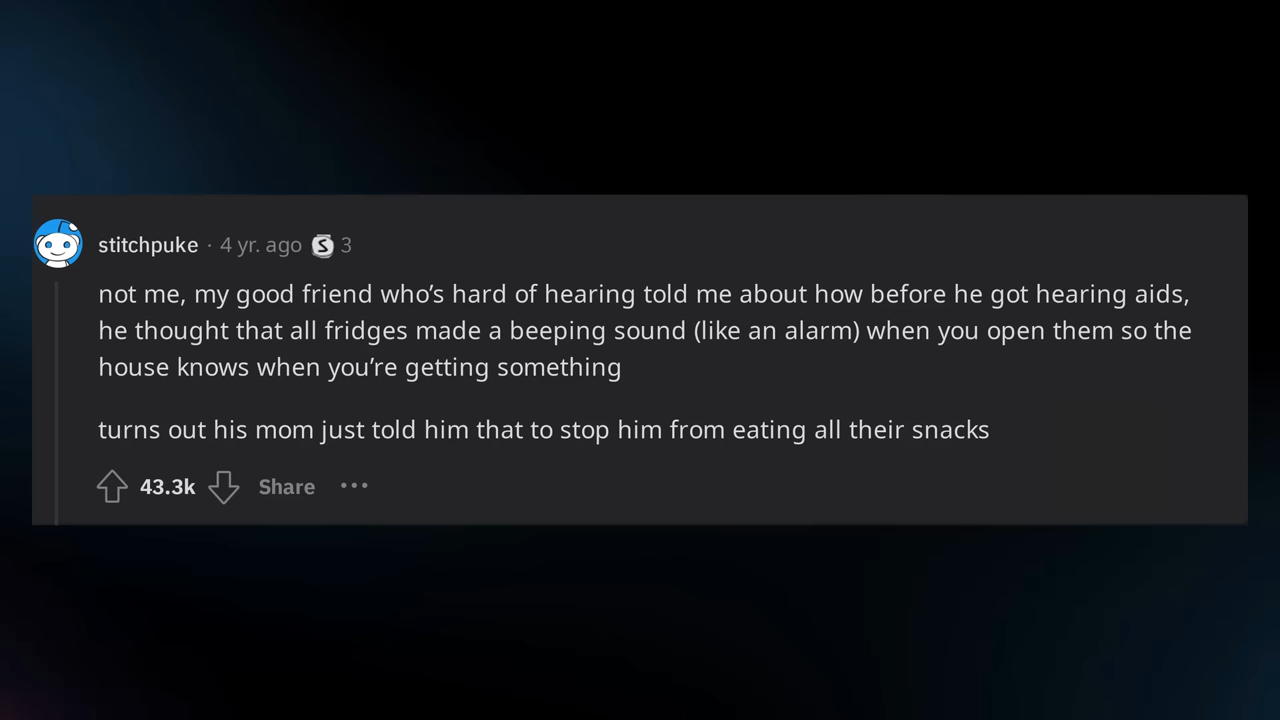 stitchpuke · 4 yr. ago S 3
not me, my good friend who’s hard of hearing told me about how before he got hearing aids,
he thought that all fridges made a beeping sound (like an alarm) when you open them so the
house knows when you’re getting something
turns out his mom just told him that to stop him from eating all their snacks
43.3k Share ···